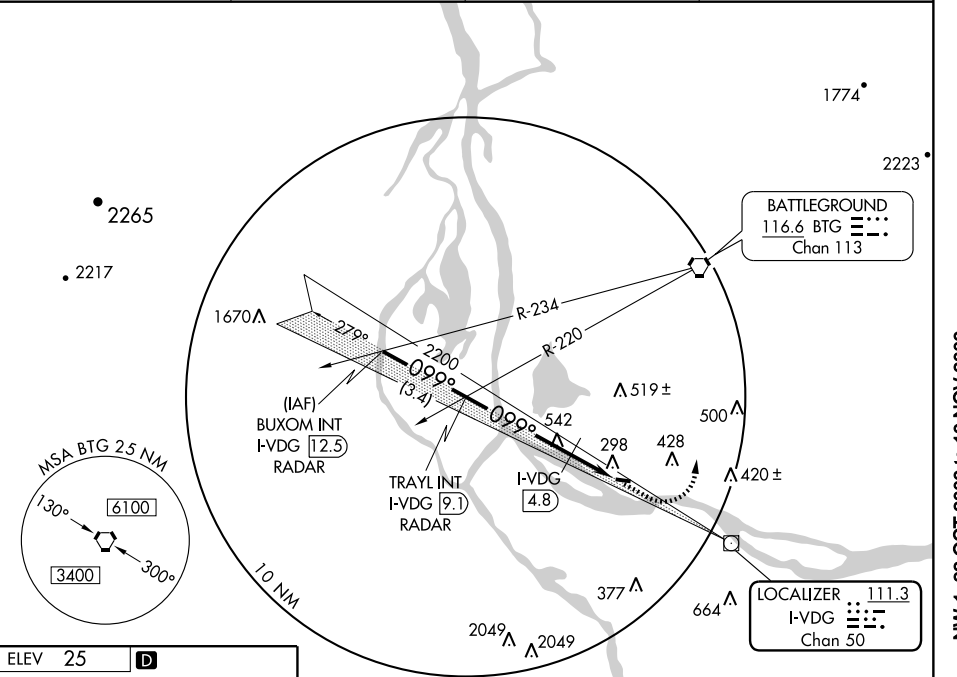 1774
2223
BATTLEGROUND
116.6 BTG
Chan 113
2265
2217
R-234
1670
279°
2200
R-220
099°
(3.4)
099°
542
519 ±
500
(IAF)
BUXOM INT
I-VDG 12.5
RADAR
298
428
420 ±
TRAYL INT
I-VDG 9.1
RADAR
I-VDG
4.8
MSA BTG 25 NM
130°
6100
3400
300°
10 NM
377
664
LOCALIZER 111.3
I-VDG
Chan 50
2049
2049
ELEV 25 D